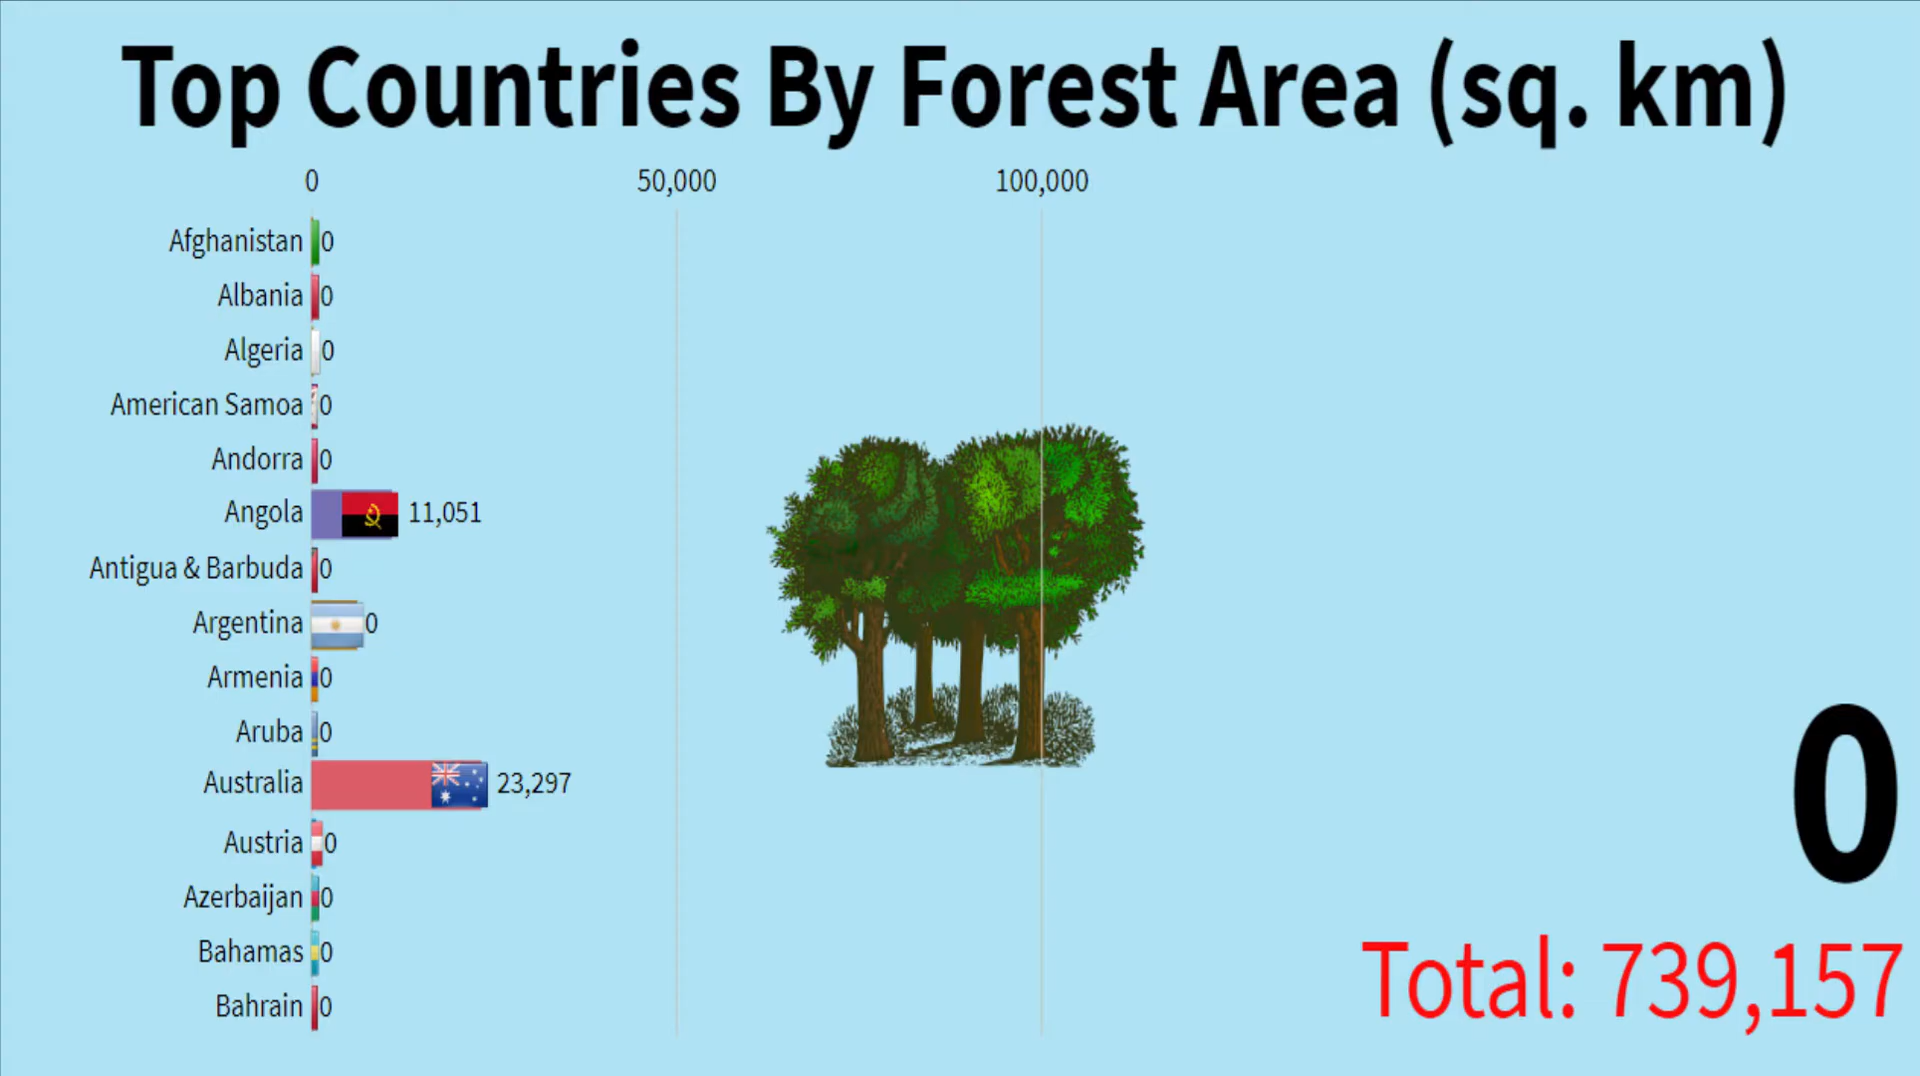 Top Countries By Forest Area (sq. km)
0 50,000 100,000
Afghanistan 0
Albania 0
Algeria 0
American Samoa 0
Andorra 0
Angola 11,051
Antigua & Barbuda 0
Argentina 0
Armenia 0
Aruba 0
Australia 23,297
Austria 0
Azerbaijan 0
Bahamas 0
Bahrain 0
0
Total: 739,157